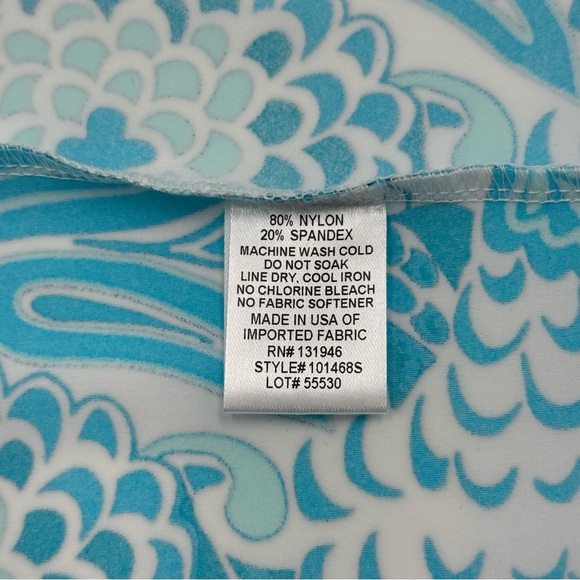 80% NYLON
20% SPANDEX
MACHINE WASH COLD
DO NOT SOAK
LINE DRY, COOL IRON
NO CHLORINE BLEACH
NO FABRIC SOFTENER
MADE IN USA OF
IMPORTED FABRIC
RN# 131946
STYLE# 101468S
LOT# 55530